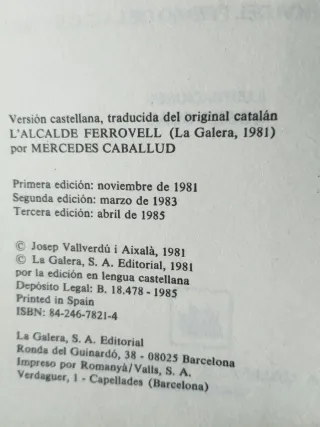 Versión castellana, traducida del original catalán
L'ALCALDE FERROVELL (La Galera, 1981)
por MERCEDES CABALLUD
Primera edición: noviembre de 1981
Segunda edición: marzo de 1983
Tercera edición: abril de 1985
© Josep Vallverdú i Aixalà, 1981
© La Galera, S. A. Editorial, 1981
por la edición en lengua castellana
Depósito Legal: B. 18.478 - 1985
Printed in Spain
ISBN: 84-246-7821-4
La Galera, S. A. Editorial
Ronda del Guinardó, 38 - 08025 Barcelona
Impreso por Romanyà/Valls, S. A.
Verdaguer, 1 - Capellades (Barcelona)